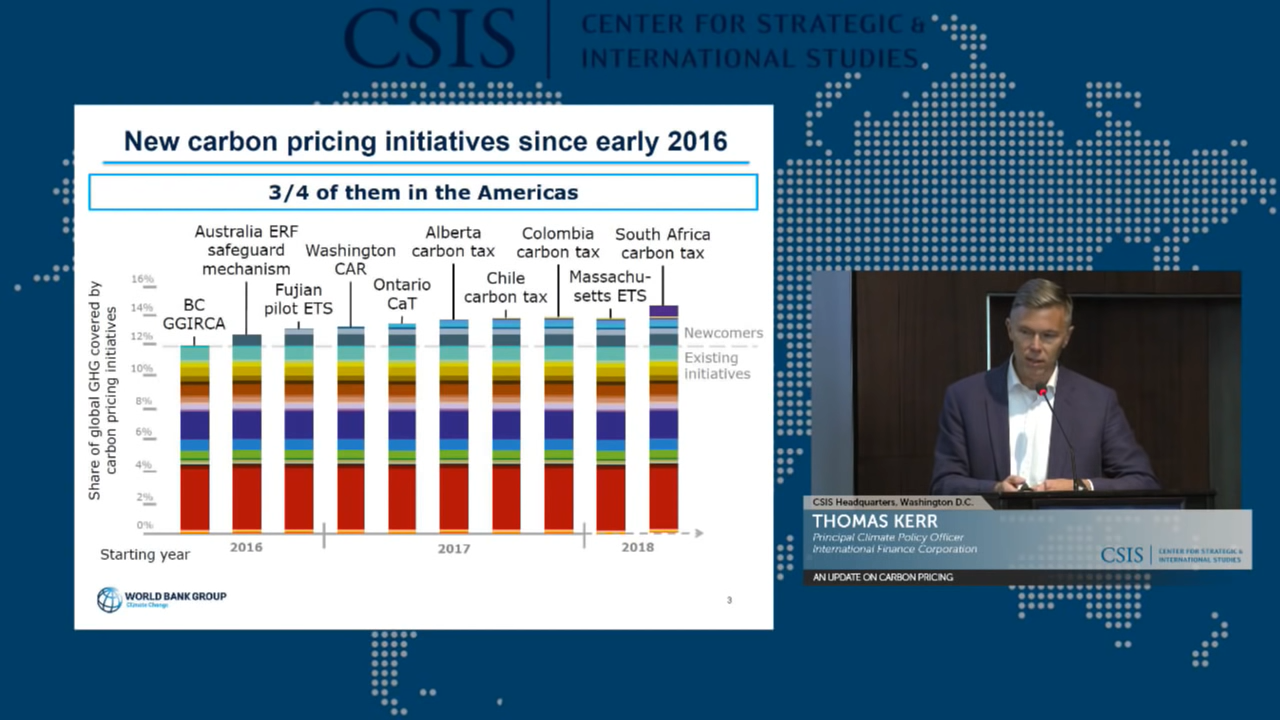 CSIS
CENTER FOR STRATEGIC &
INTERNATIONAL STUDIES
New carbon pricing initiatives since early 2016
3/4 of them in the Americas
BC
GGIRCA
Australia ERF
safeguard
mechanism
Fujian
pilot ETS
Washington
CAR
Ontario
CaT
Alberta
carbon tax
Chile
carbon tax
Colombia
carbon tax
Massachu-
setts ETS
South Africa
carbon tax
Share of global GHG covered by
carbon pricing initiatives
16%
14%
12%
10%
8%
6%
4%
2%
0%
Newcomers
Existing
initiatives
Starting year
2016
2017
2018
WORLD BANK GROUP
Climate Change
3
CSIS Headquarters, Washington D.C.
THOMAS KERR
Principal Climate Policy Officer
International Finance Corporation
CSIS
CENTER FOR STRATEGIC &
INTERNATIONAL STUDIES
AN UPDATE ON CARBON PRICING